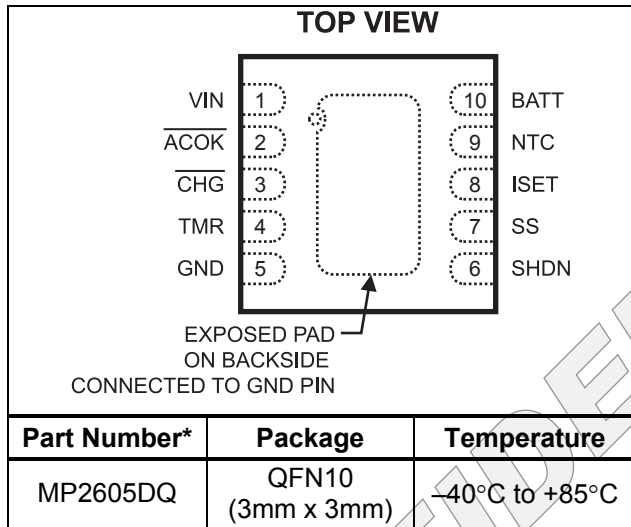 TOP VIEW
VIN 1 10 BATT
ACOK 2 9 NTC
CHG 3 8 ISET
TMR 4 7 SS
GND 5 6 SHDN
EXPOSED PAD
ON BACKSIDE
CONNECTED TO GND PIN
Part Number* Package Temperature
MP2605DQ QFN10 (3mm x 3mm) –40°C to +85°C